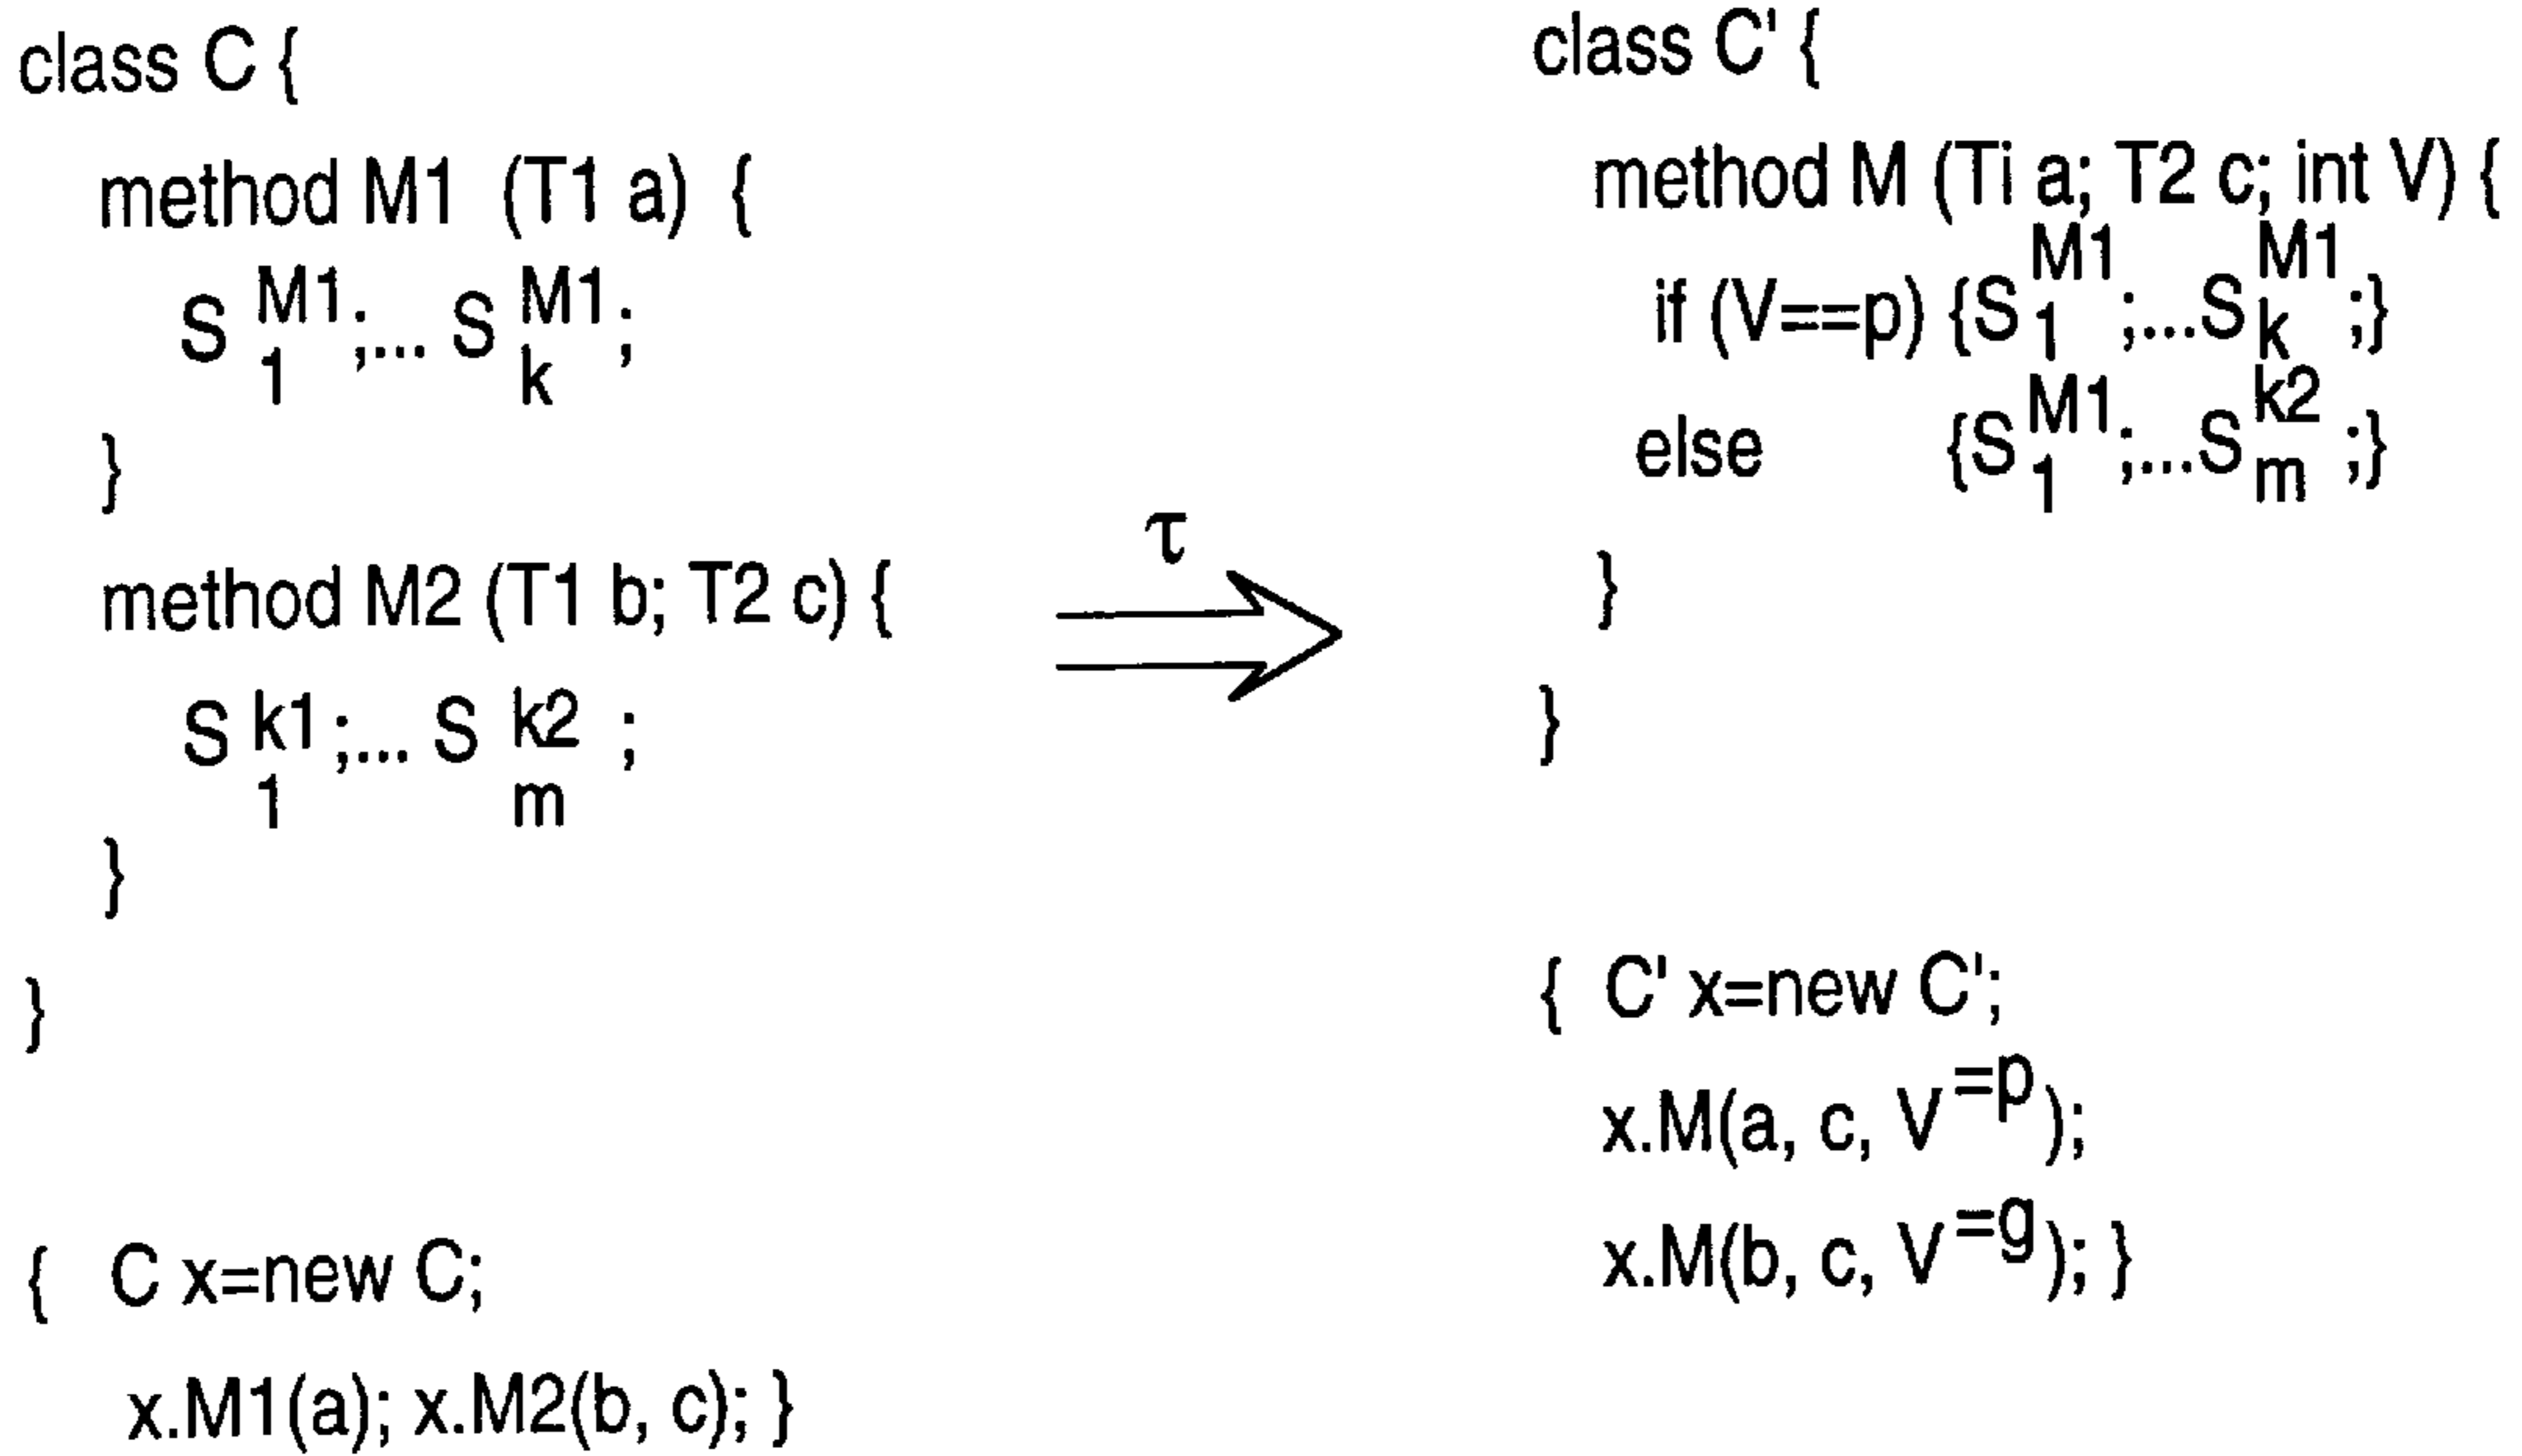 class C {
method M1 (T1 a) {
S M1 1 ;... S M1 k ;
}
method M2 (T1 b; T2 c) {
S k1 1 ;... S k2 m ;
}
}
{ C x=new C;
x.M1(a); x.M2(b, c); }
τ
class C' {
method M (Ti a; T2 c; int V) {
if (V==p) {S M1 1 ;...S M1 k ;}
else {S M1 1 ;...S k2 m ;}
}
}
{ C' x=new C';
x.M(a, c, V =p );
x.M(b, c, V =g ); }